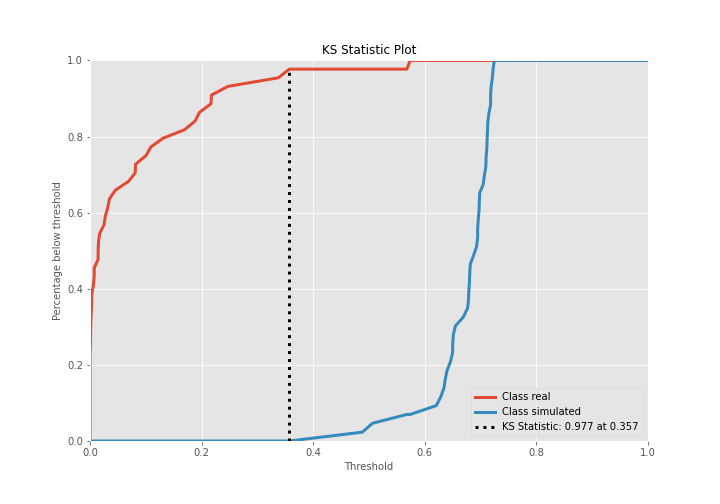 KS Statistic Plot
1.0
0.8
0.6
0.4
0.2
0.0
Percentage below threshold
0.0 0.2 0.4 0.6 0.8 1.0
Threshold
Class real
Class simulated
KS Statistic: 0.977 at 0.357